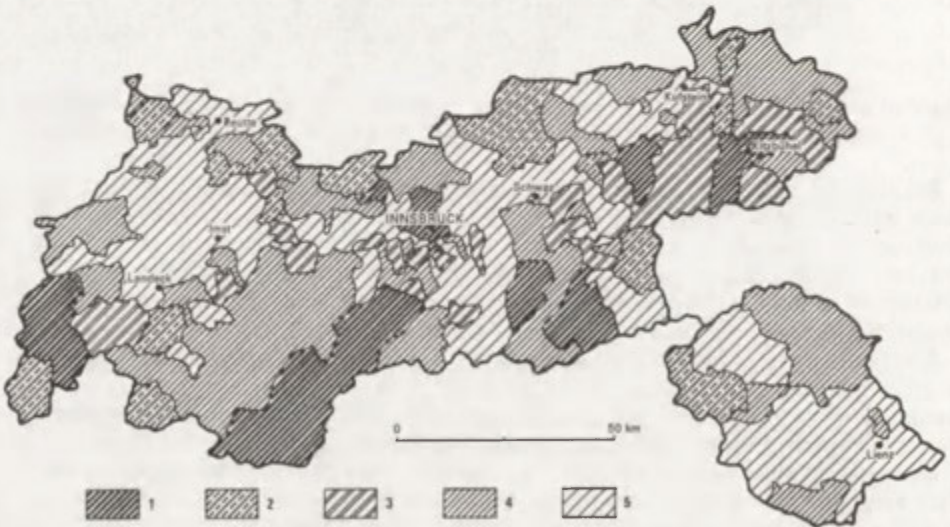 Kufstein
Reutte
Kitzbühel
Schwaz
INNSBRUCK
Imst
Landeck
0 50 km
Lienz
1 2 3 4 5